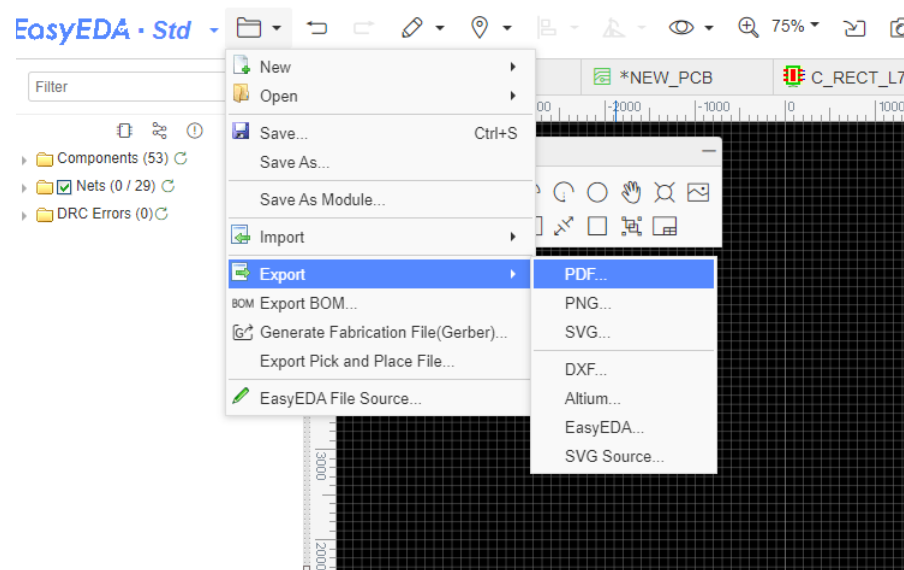 EasyEDA · Std
75%
Filter
*NEW_PCB
C_RECT_L7
-2000
-1000
0
1000
Components (53)
Nets (0 / 29)
DRC Errors (0)
New
Open
Save... Ctrl+S
Save As...
Save As Module...
Import
Export
BOM Export BOM...
G Generate Fabrication File(Gerber)...
Export Pick and Place File...
EasyEDA File Source...
PDF...
PNG...
SVG...
DXF...
Altium...
EasyEDA...
SVG Source...
3000
2000